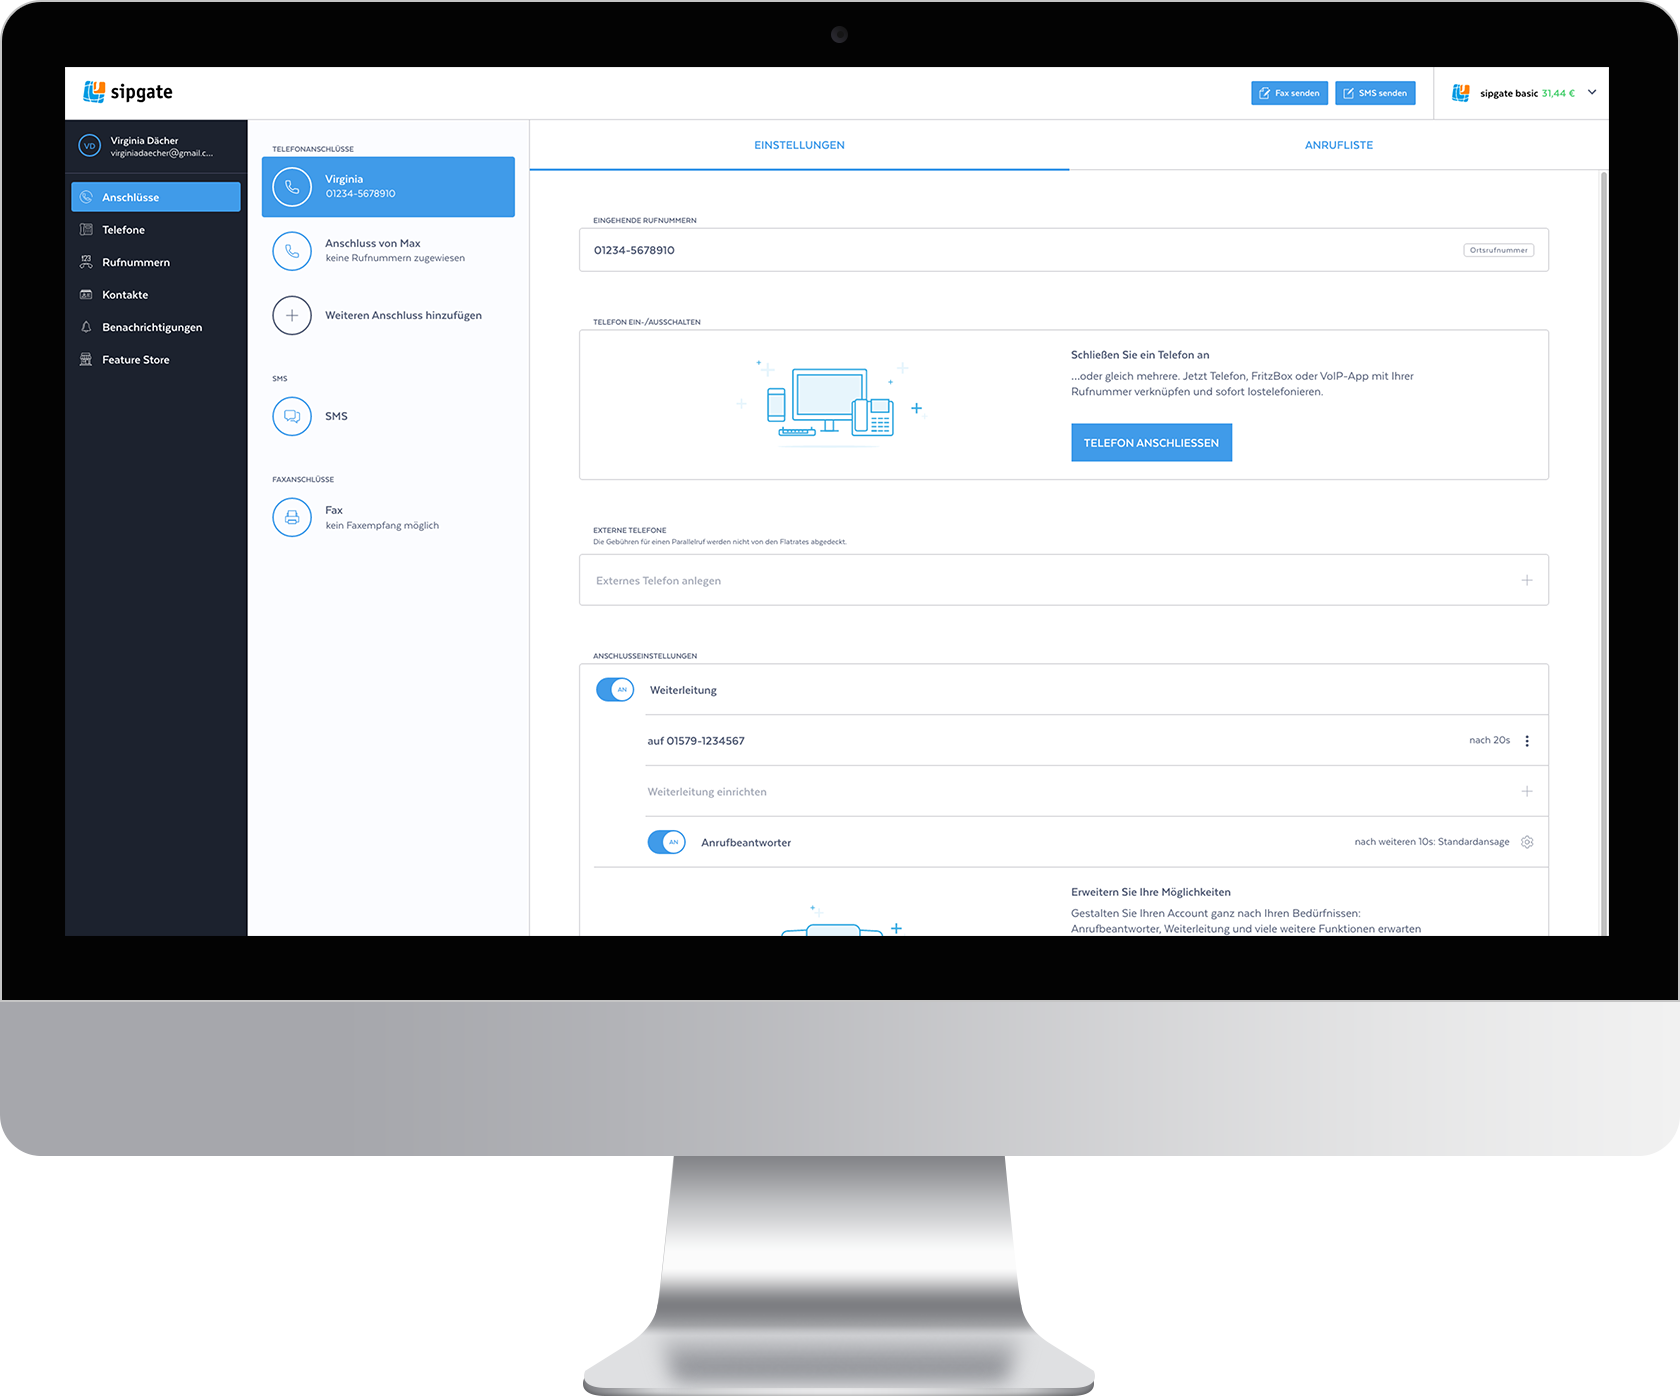 sipgate
Fax senden
SMS senden
sipgate basic 31,44 €
VD
Virginia Dächer
virginiadaecher@gmail.c...
Anschlüsse
Telefone
Rufnummern
Kontakte
Benachrichtigungen
Feature Store
TELEFONANSCHLÜSSE
Virginia
01234-5678910
Anschluss von Max
keine Rufnummern zugewiesen
Weiteren Anschluss hinzufügen
SMS
SMS
FAXANSCHLÜSSE
Fax
kein Faxempfang möglich
EINSTELLUNGEN
ANRUFLISTE
EINGEHENDE RUFNUMMERN
01234-5678910
Ortsrufnummer
TELEFON EIN-/AUSSCHALTEN
Schließen Sie ein Telefon an
...oder gleich mehrere. Jetzt Telefon, FritzBox oder VoIP-App mit Ihrer
Rufnummer verknüpfen und sofort lostelefonieren.
TELEFON ANSCHLIESSEN
EXTERNE TELEFONE
Die Gebühren für einen Parallelruf werden nicht von den Flatrates abgedeckt.
Externes Telefon anlegen
ANSCHLUSSEINSTELLUNGEN
AN
Weiterleitung
auf 01579-1234567
nach 20s
Weiterleitung einrichten
AN
Anrufbeantworter
nach weiteren 10s: Standardansage
Erweitern Sie Ihre Möglichkeiten
Gestalten Sie Ihren Account ganz nach Ihren Bedürfnissen:
Anrufbeantworter, Weiterleitung und viele weitere Funktionen erwarten